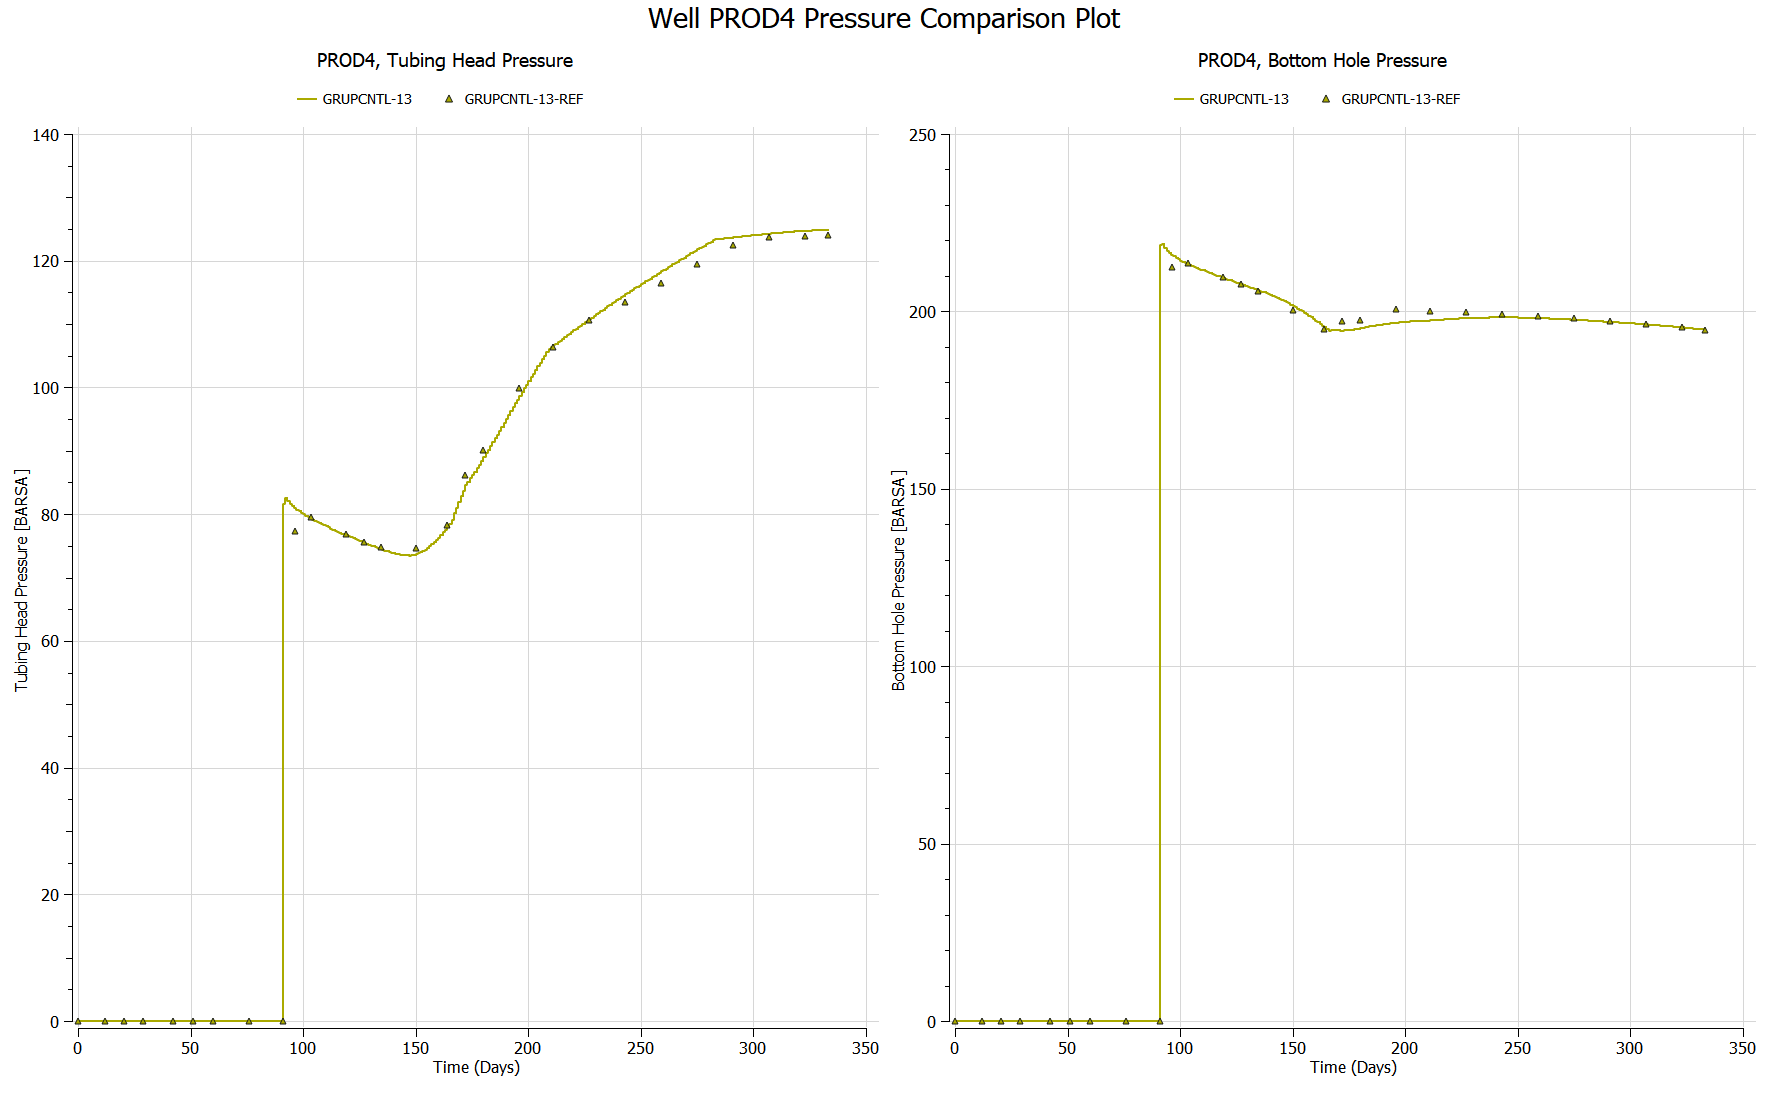 Well PROD4 Pressure Comparison Plot
PROD4, Tubing Head Pressure
GRUPCNTL-13 GRUPCNTL-13-REF
140
120
100
80
60
40
20
0
Tubing Head Pressure [BARSA]
0 50 100 150 200 250 300 350
Time (Days)
PROD4, Bottom Hole Pressure
GRUPCNTL-13 GRUPCNTL-13-REF
250
200
150
100
50
0
Bottom Hole Pressure [BARSA]
0 50 100 150 200 250 300 350
Time (Days)